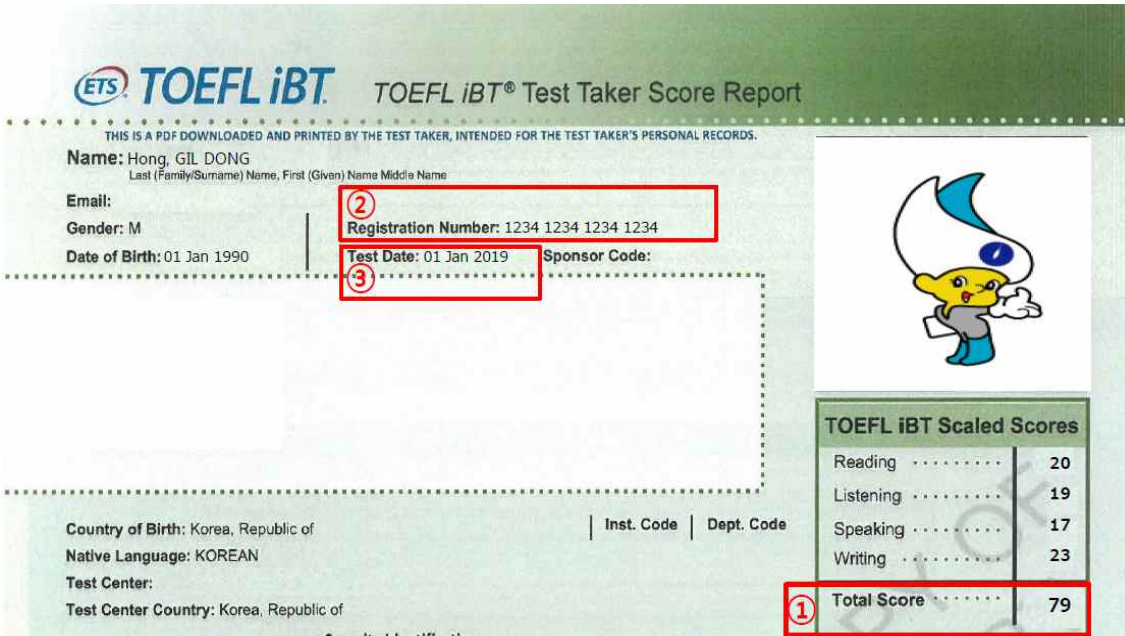 ETS TOEFL iBT. TOEFL iBT® Test Taker Score Report
THIS IS A PDF DOWNLOADED AND PRINTED BY THE TEST TAKER, INTENDED FOR THE TEST TAKER'S PERSONAL RECORDS.
Name: Hong, GIL DONG
Last (Family/Surname) Name, First (Given) Name Middle Name
Email:
②
Gender: M
Registration Number: 1234 1234 1234 1234
Date of Birth: 01 Jan 1990
Test Date: 01 Jan 2019 Sponsor Code:
③
TOEFL iBT Scaled Scores
Reading ········· 20
Listening ········· 19
Speaking ········· 17
Writing ·········· 23
① Total Score ······· 79
Country of Birth: Korea, Republic of
Inst. Code Dept. Code
Native Language: KOREAN
Test Center:
Test Center Country: Korea, Republic of
PY OF